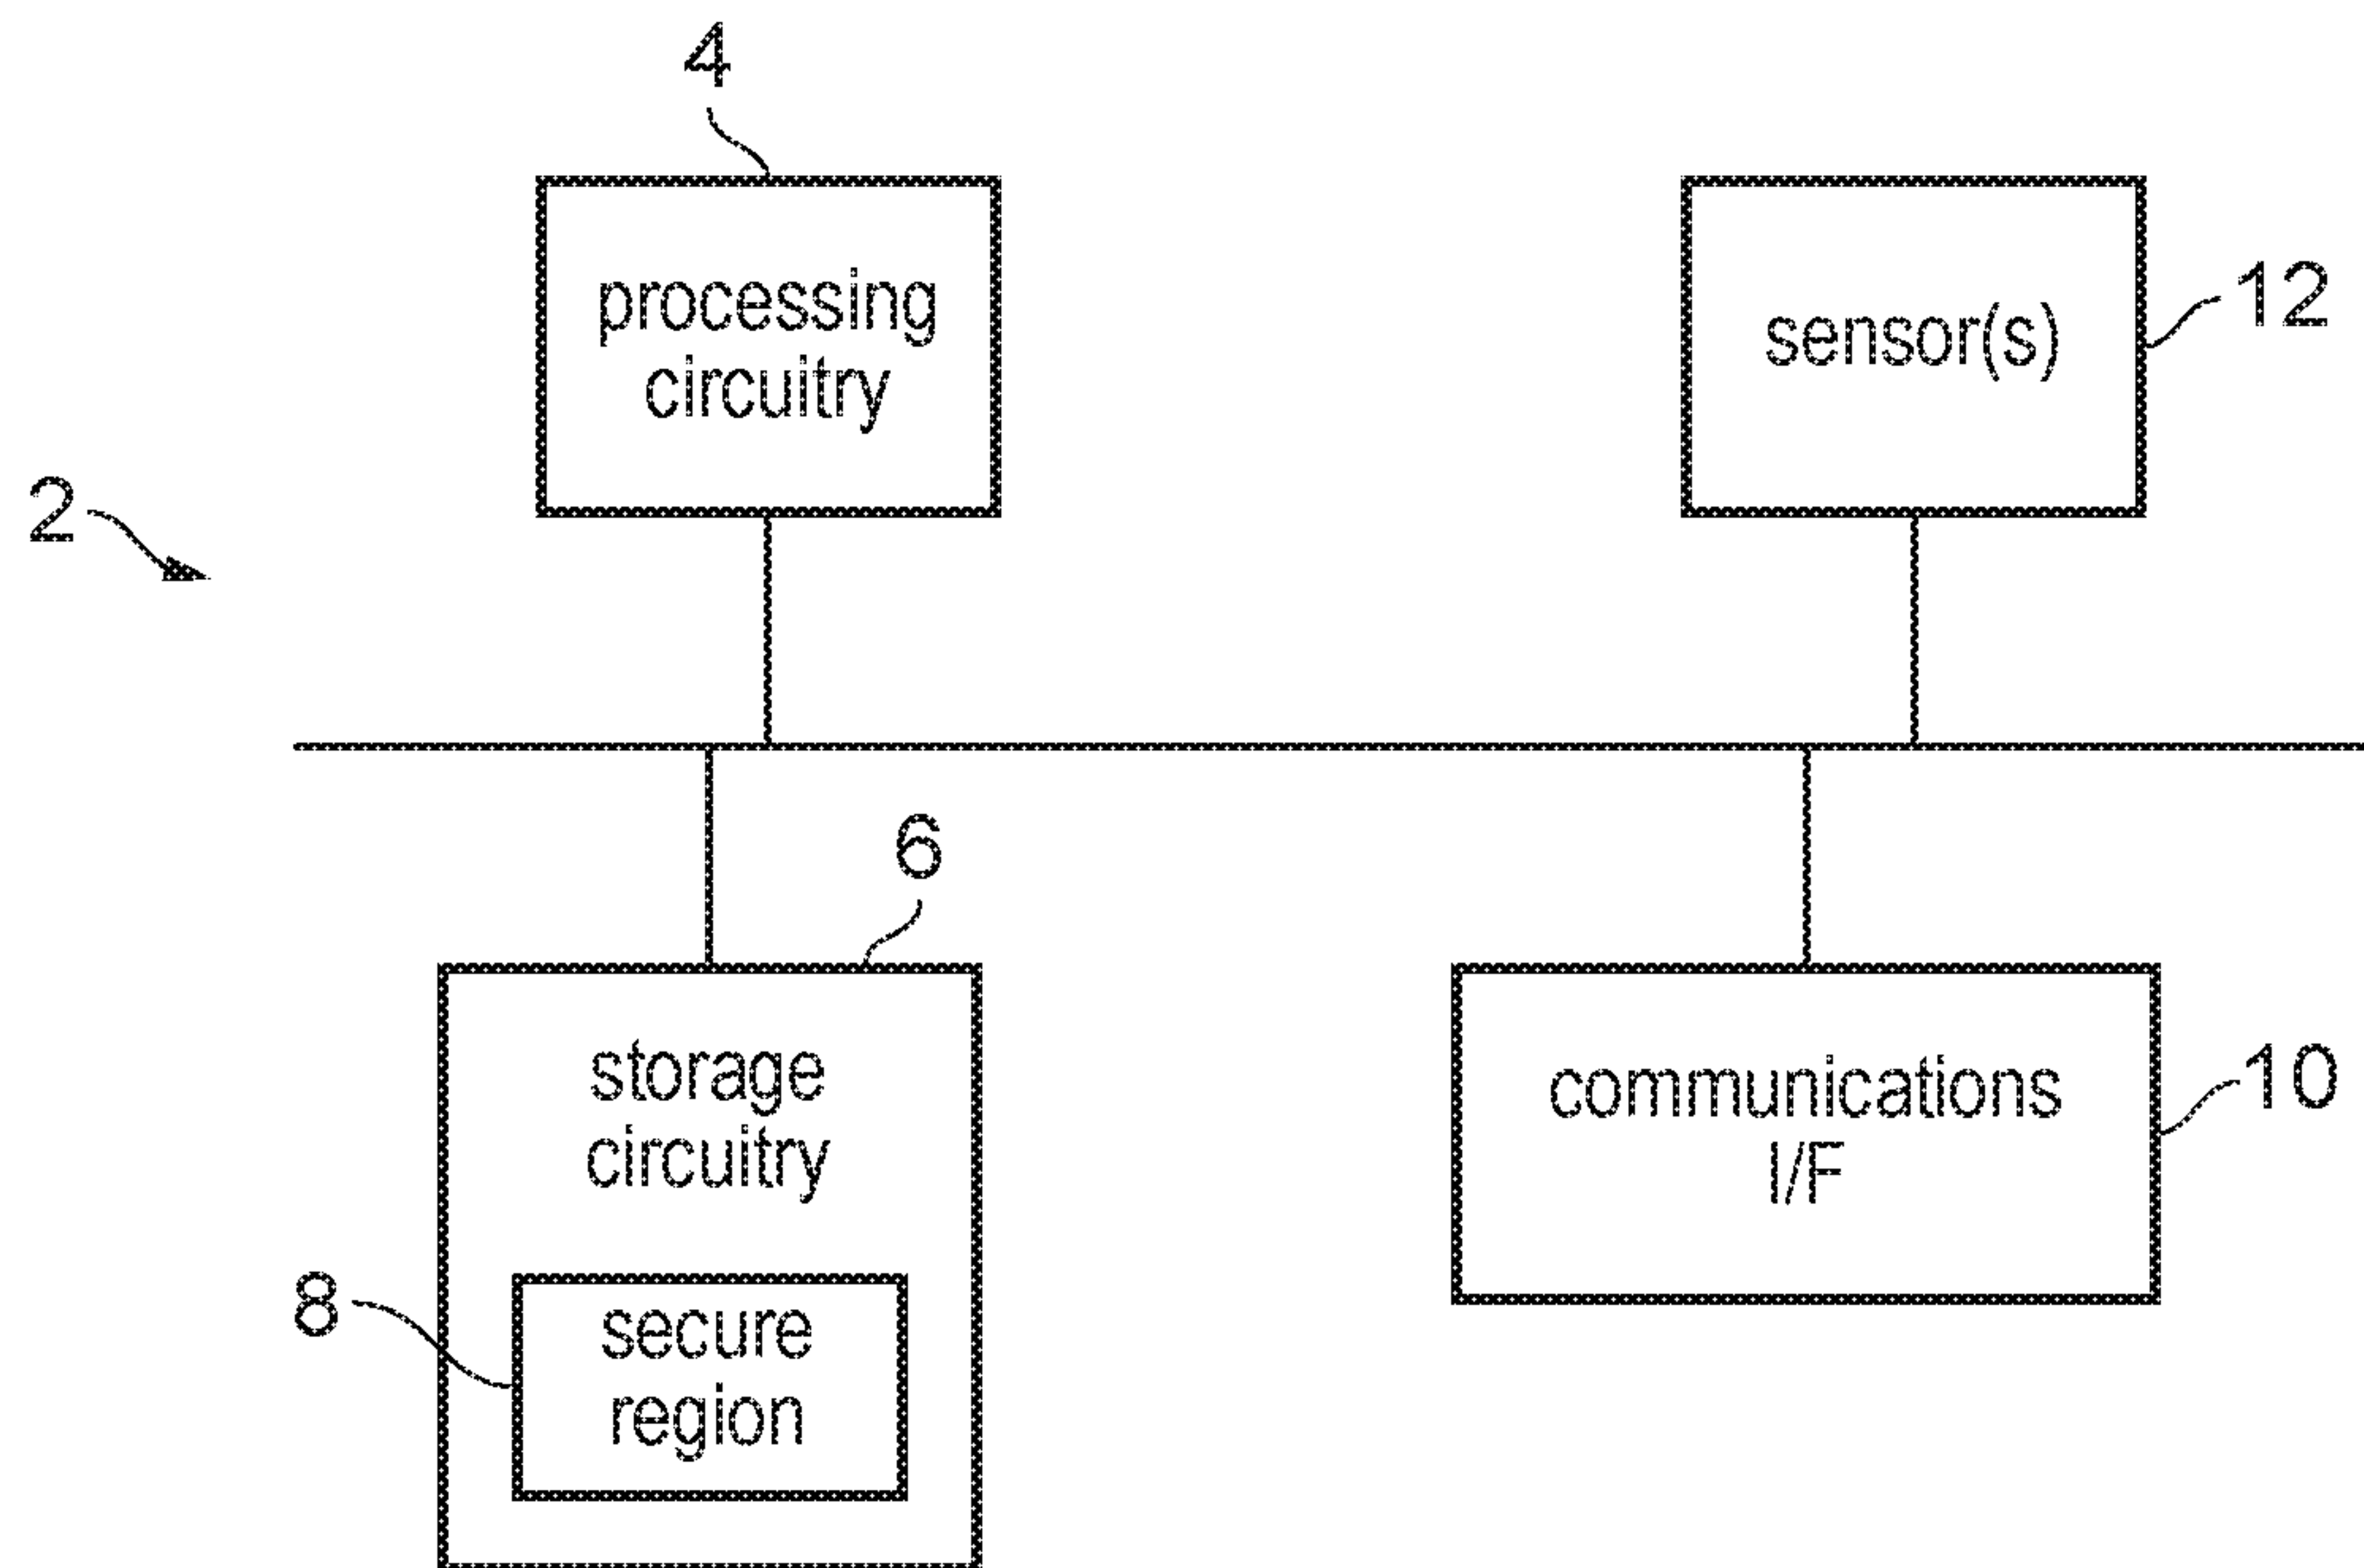 4
processing
circuitry
sensor(s)
12
2
6
storage
circuitry
communications
I/F
10
8
secure
region